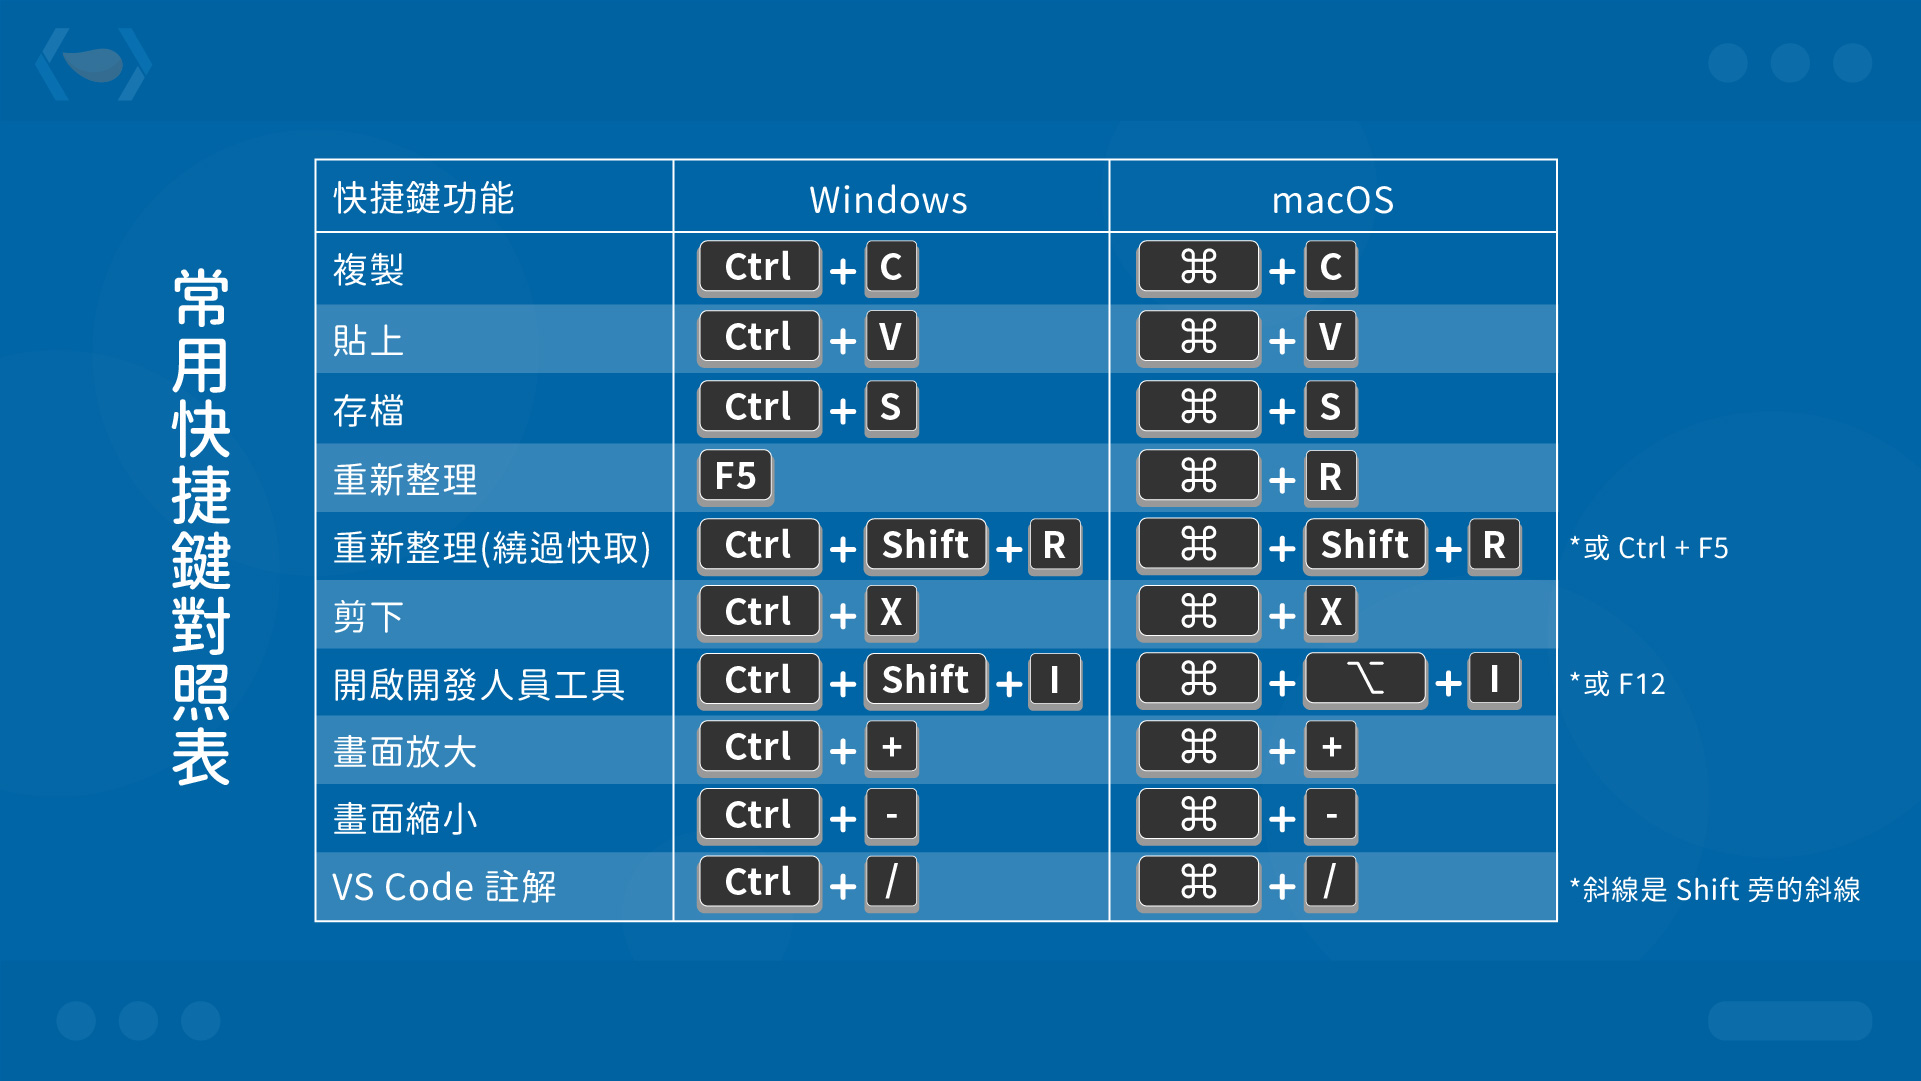 常用快捷鍵對照表
快捷鍵功能 Windows macOS
複製 Ctrl + C ⌘ + C
貼上 Ctrl + V ⌘ + V
存檔 Ctrl + S ⌘ + S
重新整理 F5 ⌘ + R
重新整理(繞過快取) Ctrl + Shift + R ⌘ + Shift + R *或 Ctrl + F5
剪下 Ctrl + X ⌘ + X
開啟開發人員工具 Ctrl + Shift + I ⌘ + ⌥ + I *或 F12
畫面放大 Ctrl + + ⌘ + +
畫面縮小 Ctrl + - ⌘ + -
VS Code 註解 Ctrl + / ⌘ + / *斜線是 Shift 旁的斜線